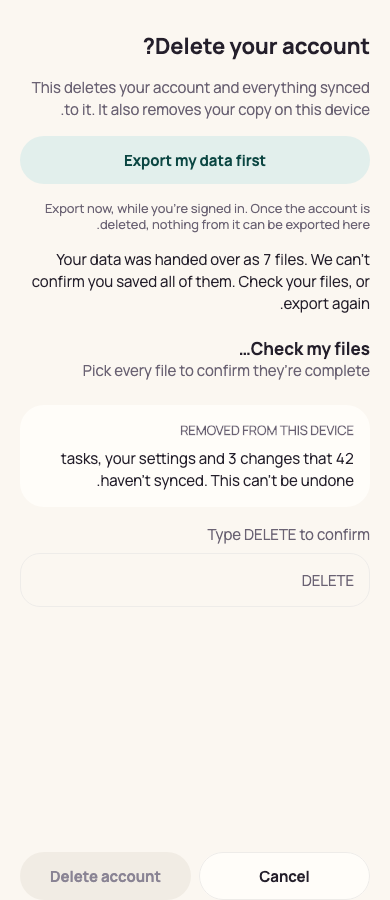 Delete your account?
This deletes your account and everything synced
to it. It also removes your copy on this device.
Export my data first
Export now, while you're signed in. Once the account is
deleted, nothing from it can be exported here.
Your data was handed over as 7 files. We can't
confirm you saved all of them. Check your files, or
export again.
Check my files…
Pick every file to confirm they're complete
REMOVED FROM THIS DEVICE
42 tasks, your settings and 3 changes that
haven't synced. This can't be undone.
Type DELETE to confirm
DELETE
Cancel
Delete account